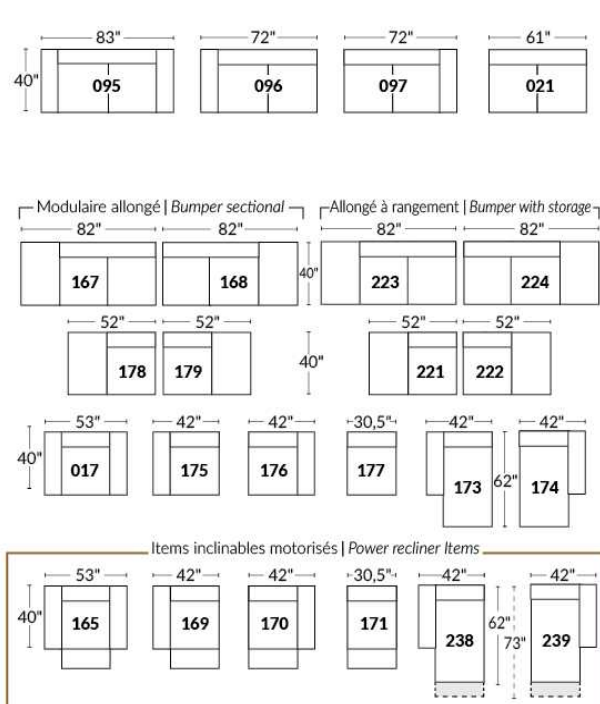 83" 72" 72" 61"
40" 095 096 097 021
Modulaire allongé | Bumper sectional
Allongé à rangement | Bumper with storage
82" 82" 82" 82"
167 168 40" 223 224
52" 52" 52" 52"
178 179 40" 221 222
53" 42" 42" 30,5" 42" 42"
40" 017 175 176 177 173 62" 174
Items inclinables motorisés | Power recliner Items
53" 42" 42" 30,5" 42" 42"
40" 165 169 170 171 238 62" 73" 239